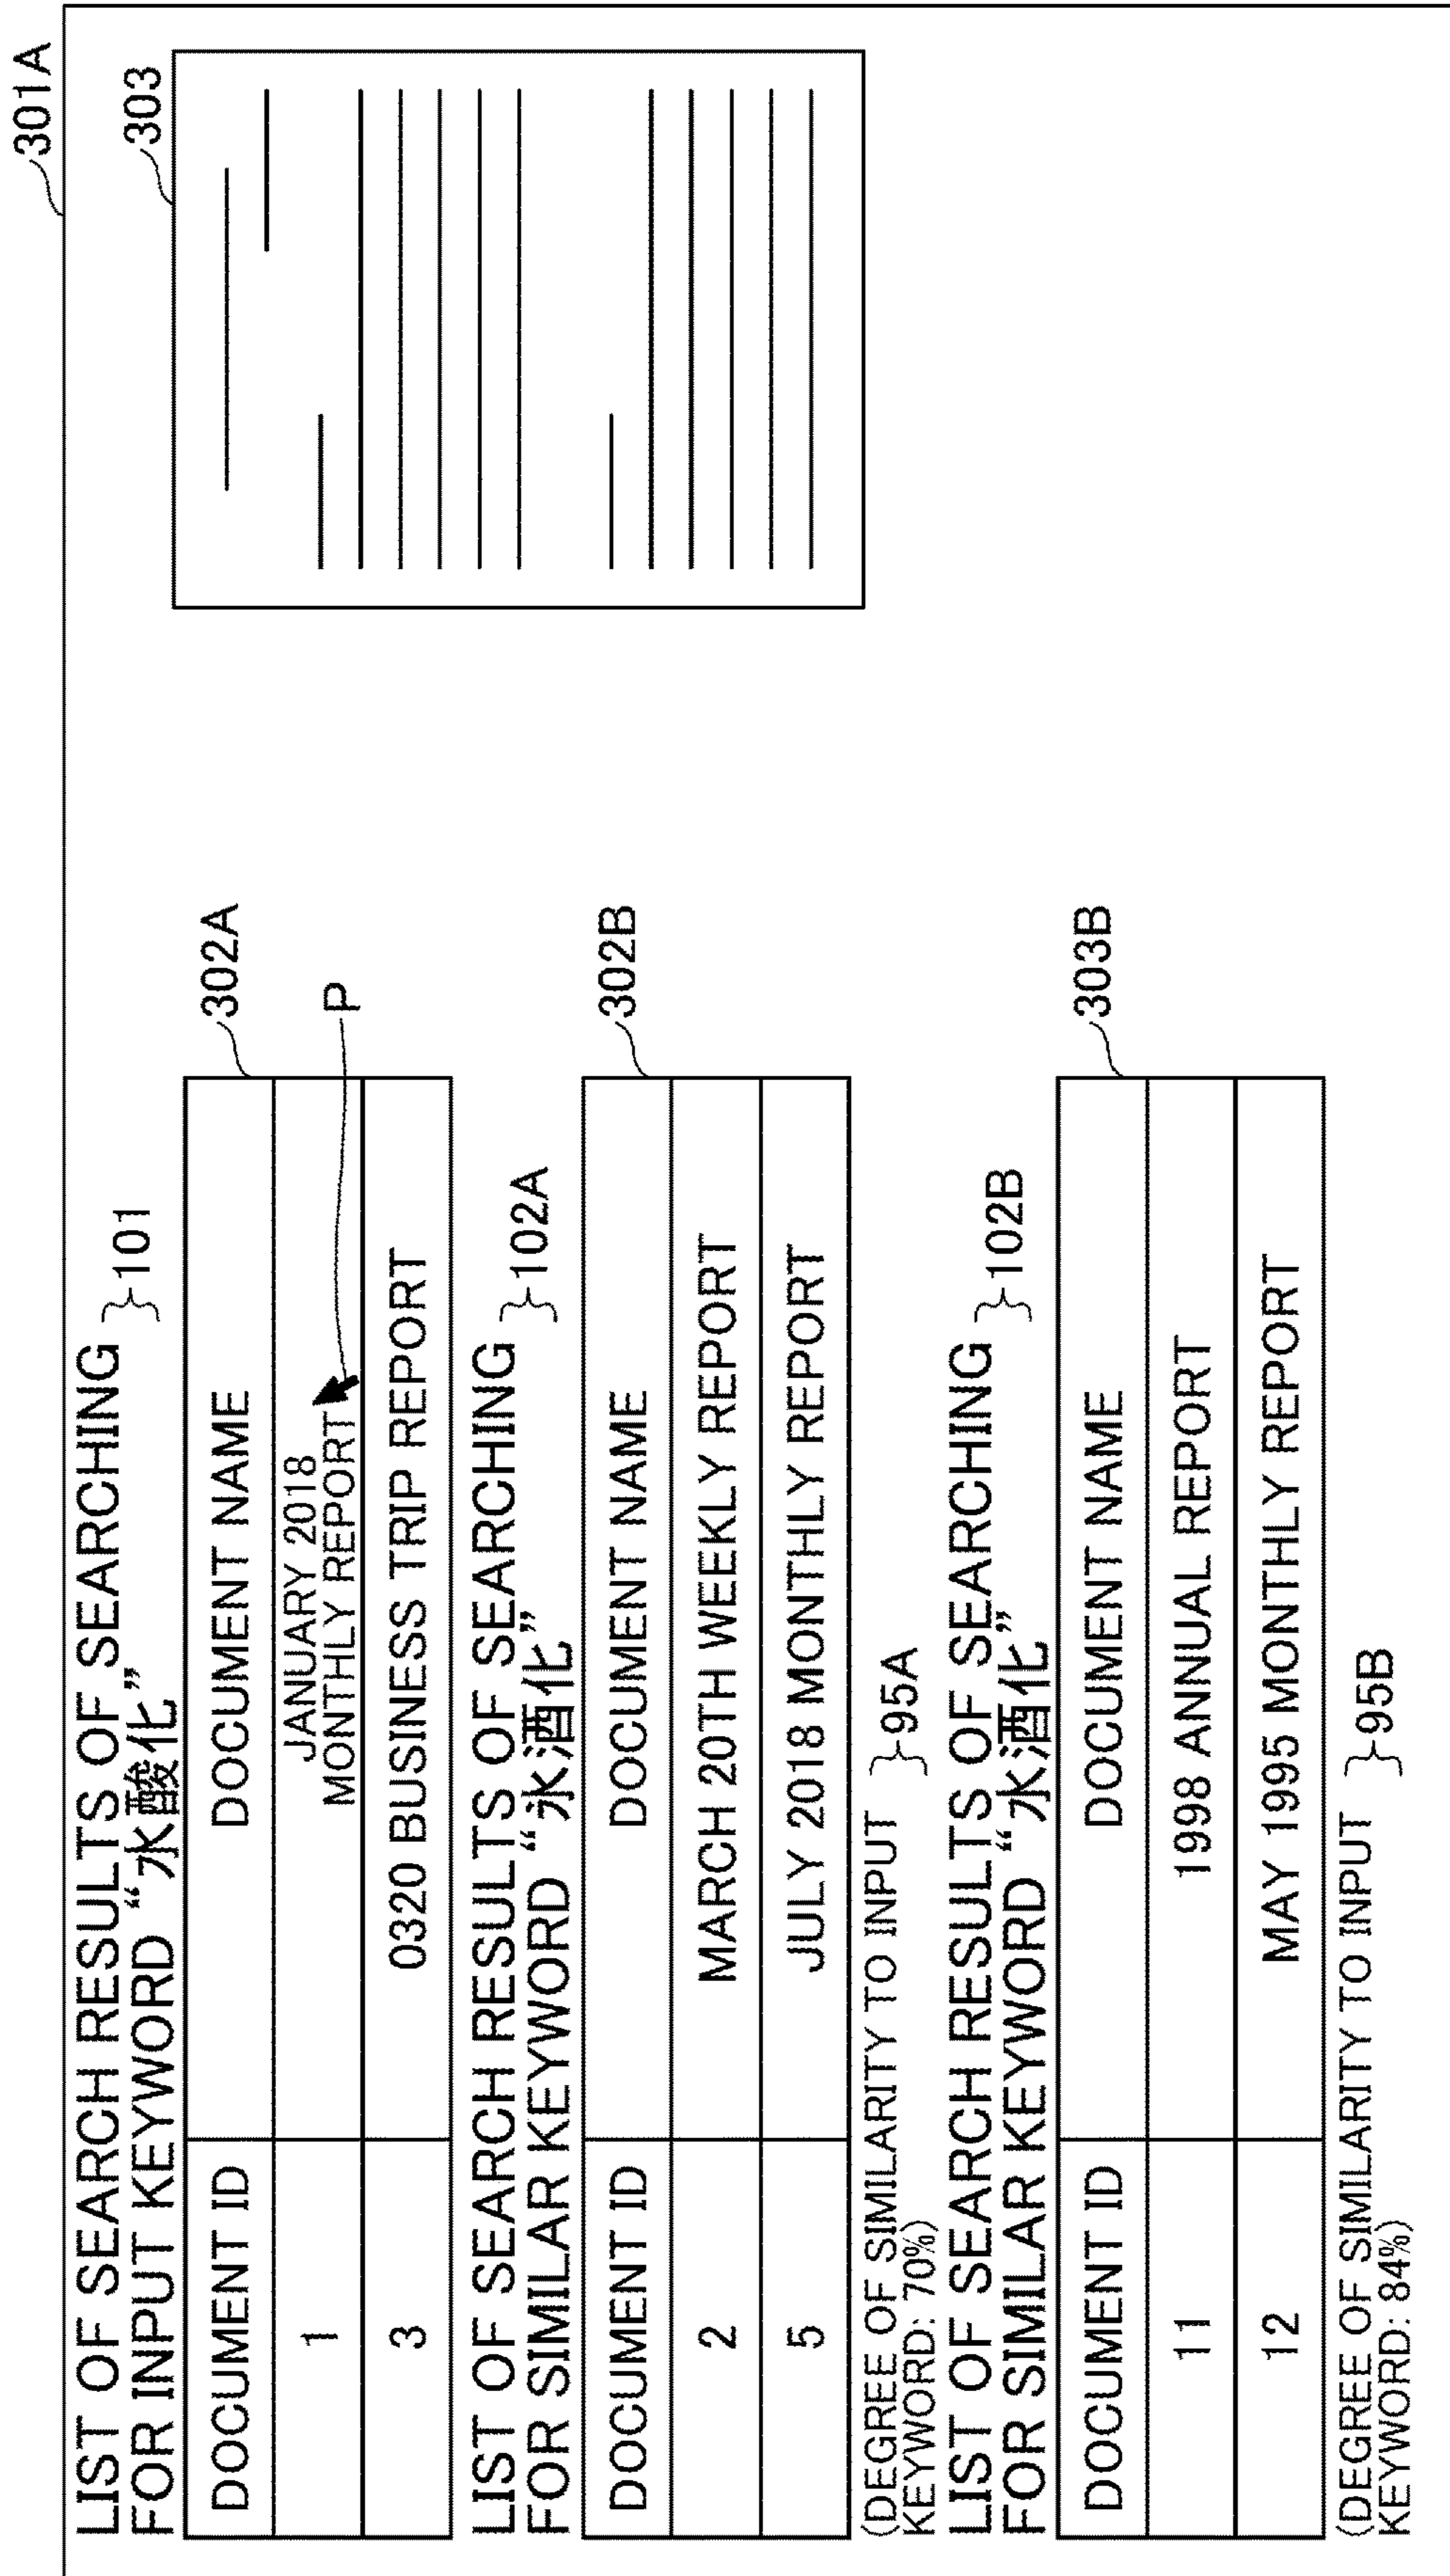 301A
303
LIST OF SEARCH RESULTS OF SEARCHING
FOR INPUT KEYWORD “水酸化”
101
302A
DOCUMENT ID DOCUMENT NAME
1 JANUARY 2018
MONTHLY REPORT
P
3 0320 BUSINESS TRIP REPORT
LIST OF SEARCH RESULTS OF SEARCHING
FOR SIMILAR KEYWORD “氷酒化”
102A
302B
DOCUMENT ID DOCUMENT NAME
2 MARCH 20TH WEEKLY REPORT
5 JULY 2018 MONTHLY REPORT
(DEGREE OF SIMILARITY TO INPUT
KEYWORD: 70%)
95A
LIST OF SEARCH RESULTS OF SEARCHING
FOR SIMILAR KEYWORD “水酒化”
102B
303B
DOCUMENT ID DOCUMENT NAME
11 1998 ANNUAL REPORT
12 MAY 1995 MONTHLY REPORT
(DEGREE OF SIMILARITY TO INPUT
KEYWORD: 84%)
95B